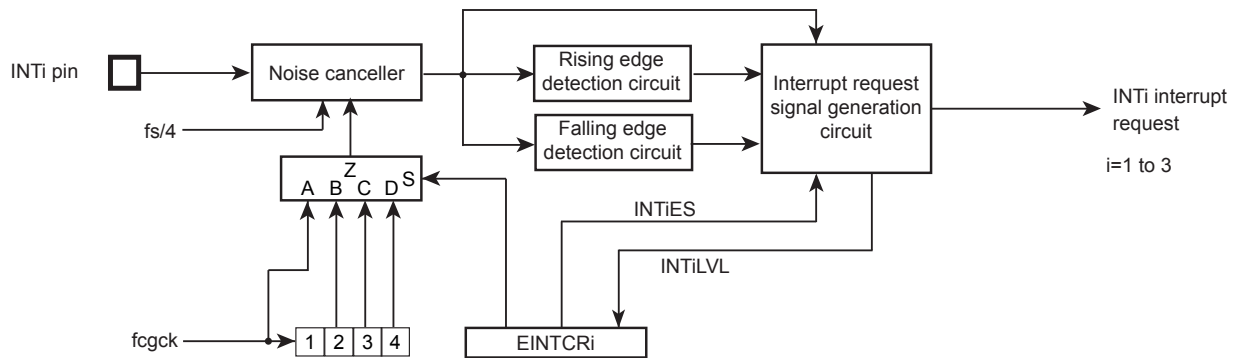 INTi pin
Noise canceller
Rising edge
detection circuit
Falling edge
detection circuit
Interrupt request
signal generation
circuit
INTi interrupt
request
i=1 to 3
fs/4
Z
S
A B C D
INTiES
INTiLVL
fcgck
1 2 3 4
EINTCRi